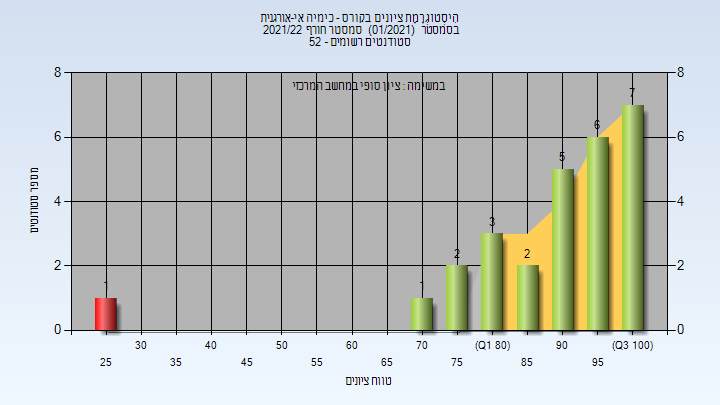 היסטוגרמת ציונים בקורס - כימיה אי-אורגנית
בסמסטר (01/2021) סמסטר חורף 2021/22
סטודנטים רשומים - 52
במשימה : ציון סופי במחשב המרכזי
8 8
7
6 6 6
5
4 4
3
2 2 2 2
1 1
0 0
מספר סטודנטים
30 40 50 60 70 (Q1 80) 90 (Q3 100)
25 35 45 55 65 75 85 95
טווח ציונים